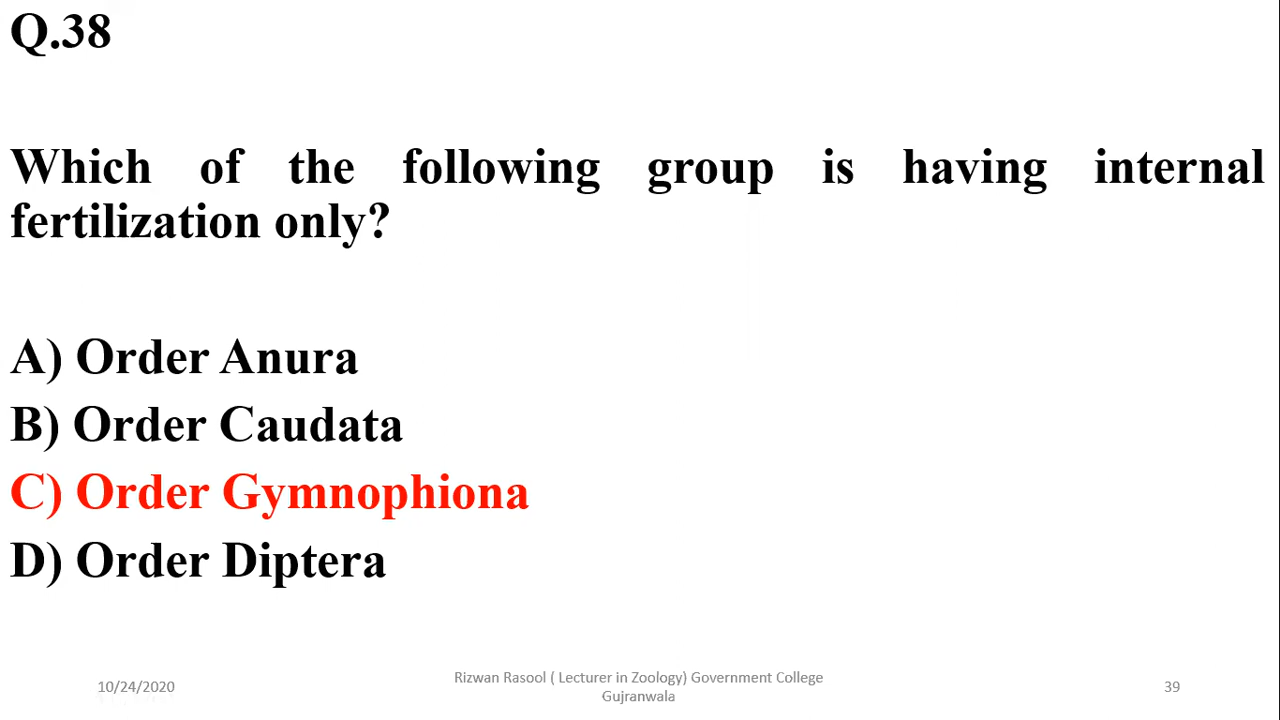 Q.38
Which of the following group is having internal
fertilization only?
A) Order Anura
B) Order Caudata
C) Order Gymnophiona
D) Order Diptera
10/24/2020
Rizwan Rasool ( Lecturer in Zoology) Government College
Gujranwala
39